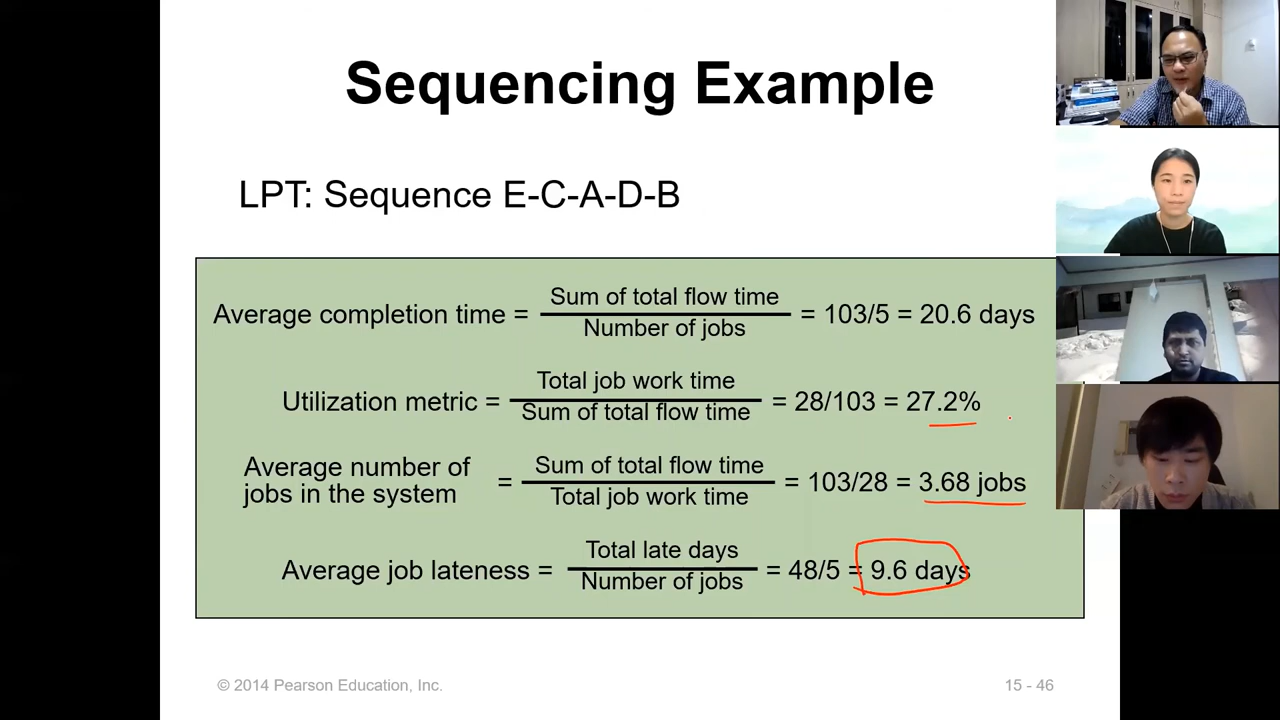 Sequencing Example
LPT: Sequence E-C-A-D-B
Average completion time = Sum of total flow time / Number of jobs = 103/5 = 20.6 days
Utilization metric = Total job work time / Sum of total flow time = 28/103 = 27.2%
Average number of jobs in the system = Sum of total flow time / Total job work time = 103/28 = 3.68 jobs
Average job lateness = Total late days / Number of jobs = 48/5 = 9.6 days
© 2014 Pearson Education, Inc.
15 - 46